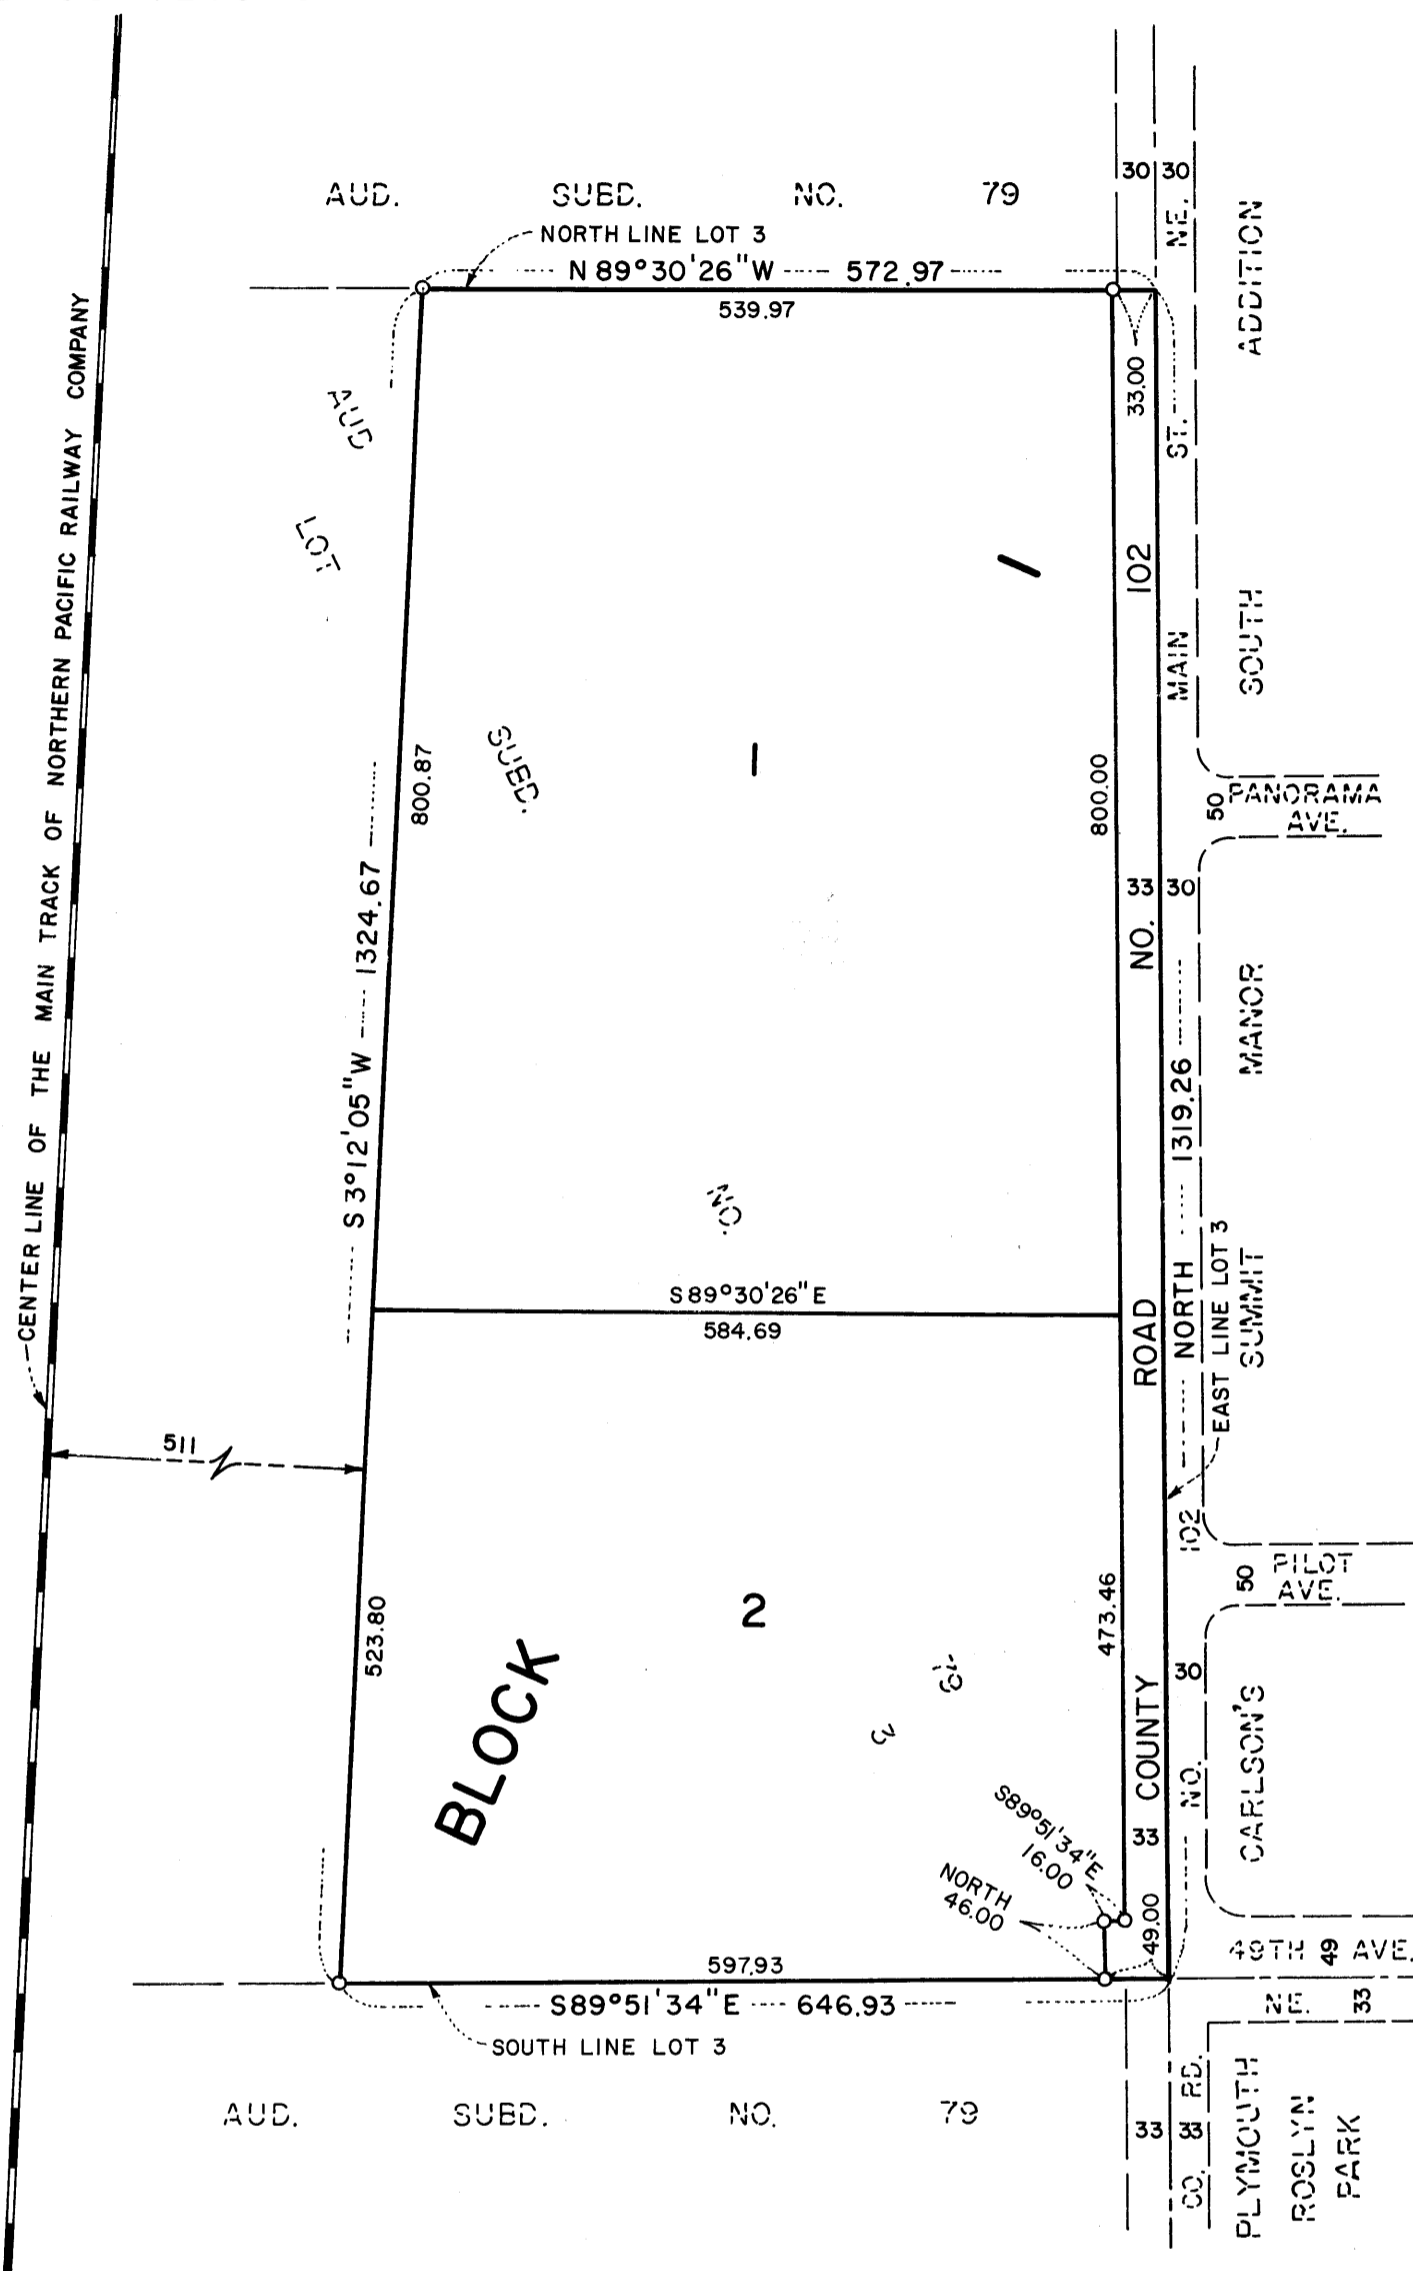 AUD. SUBD. NO. 79
30 30
NORTH LINE LOT 3
N 89°30'26"W 572.97
539.97
33.00
CENTER LINE OF THE MAIN TRACK OF NORTHERN PACIFIC RAILWAY COMPANY
AUD
LOT
SUBD.
NO.
79
3
1
1
800.87
S 3°12'05"W 1324.67
800.00
COUNTY ROAD NO. 102
33 30
CO. RD. NO. 102 MAIN ST. NE.
NORTH 1319.26
EAST LINE LOT 3
CARLSON'S SUMMIT MANOR SOUTH ADDITION
50
PANORAMA
AVE.
S 89°30'26"E
584.69
511
523.80
2
BLOCK
473.46
50
PILOT
AVE.
30
33
S89°51'34"E
16.00
NORTH
46.00
49.00
597.93
S89°51'34"E 646.93
SOUTH LINE LOT 3
49TH 49 AVE.
NE. 33
AUD. SUBD. NO. 79
33 33
PLYMOUTH
ROSLYN
PARK